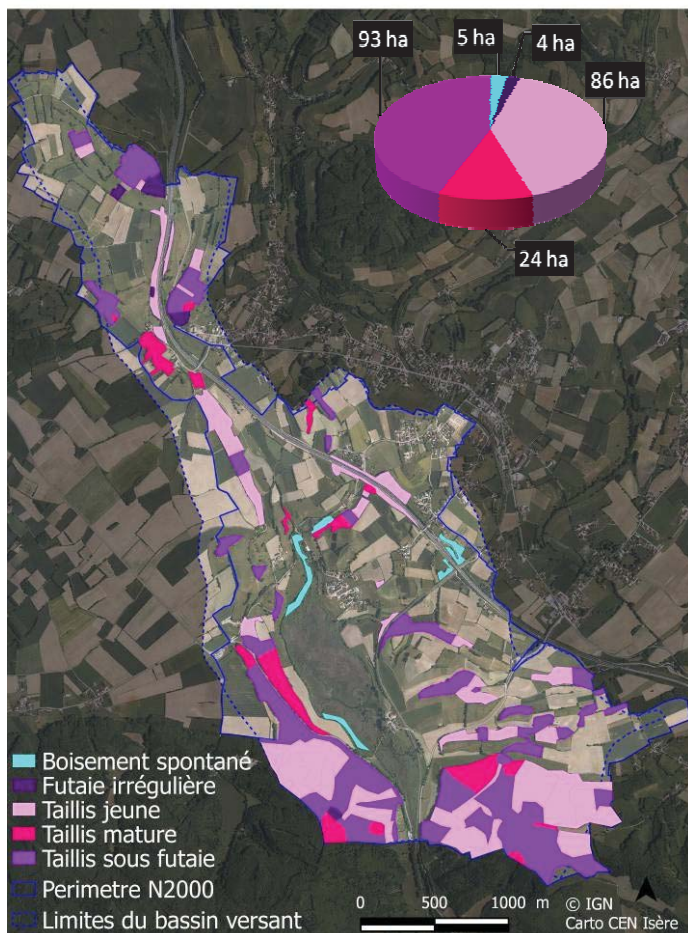 93 ha
5 ha
4 ha
86 ha
24 ha
Boisement spontané
Futaie irrégulière
Taillis jeune
Taillis mature
Taillis sous futaie
Perimetre N2000
Limites du bassin versant
0 500 1000 m
© IGN
Carto CEN Isère